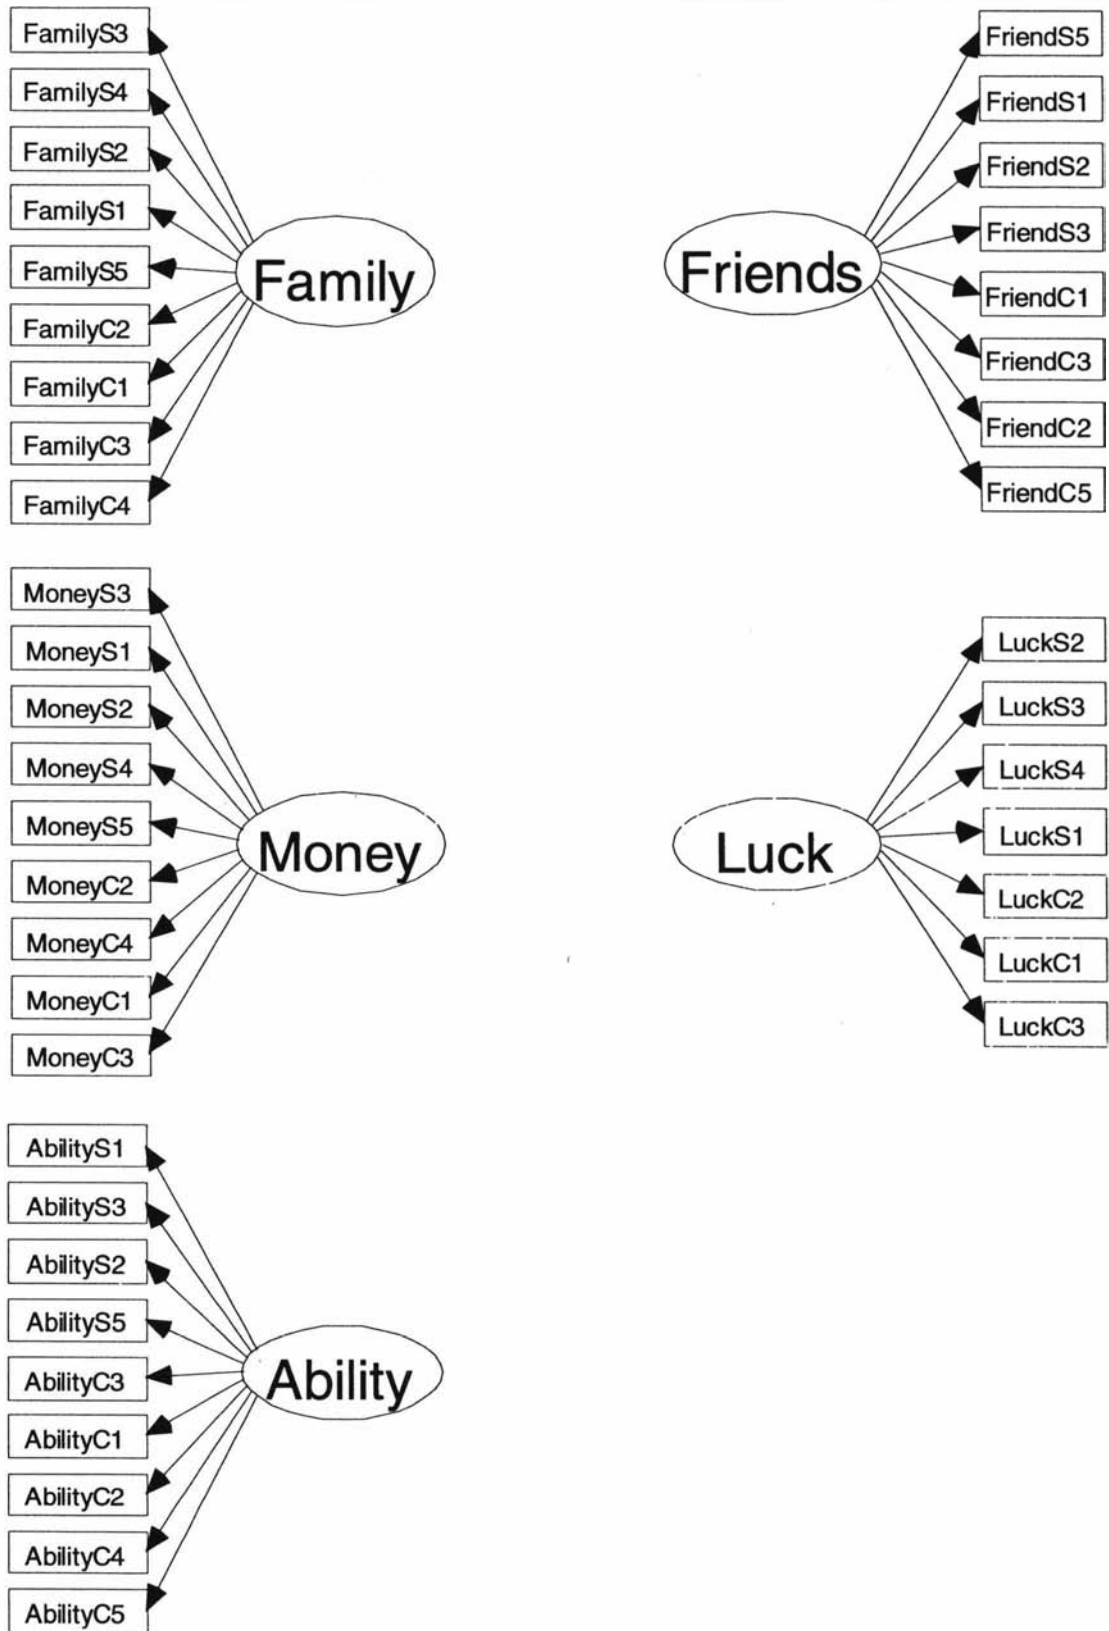 FamilyS3
FamilyS4
FamilyS2
FamilyS1
FamilyS5
FamilyC2
FamilyC1
FamilyC3
FamilyC4
Family
FriendS5
FriendS1
FriendS2
FriendS3
FriendC1
FriendC3
FriendC2
FriendC5
Friends
MoneyS3
MoneyS1
MoneyS2
MoneyS4
MoneyS5
MoneyC2
MoneyC4
MoneyC1
MoneyC3
Money
LuckS2
LuckS3
LuckS4
LuckS1
LuckC2
LuckC1
LuckC3
Luck
AbilityS1
AbilityS3
AbilityS2
AbilityS5
AbilityC3
AbilityC1
AbilityC2
AbilityC4
AbilityC5
Ability